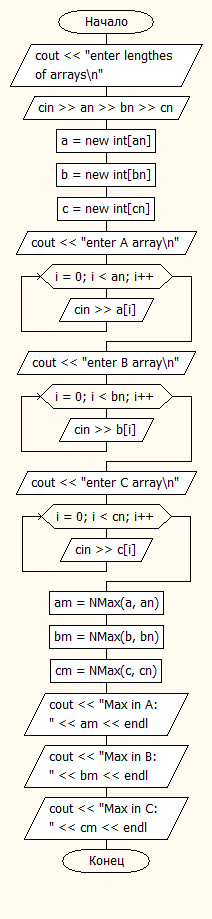 Начало
cout << "enter lengthes
of arrays\n"
cin >> an >> bn >> cn
a = new int[an]
b = new int[bn]
c = new int[cn]
cout << "enter A array\n"
i = 0; i < an; i++
cin >> a[i]
cout << "enter B array\n"
i = 0; i < bn; i++
cin >> b[i]
cout << "enter C array\n"
i = 0; i < cn; i++
cin >> c[i]
am = NMax(a, an)
bm = NMax(b, bn)
cm = NMax(c, cn)
cout << "Max in A:
" << am << endl
cout << "Max in B:
" << bm << endl
cout << "Max in C:
" << cm << endl
Конец